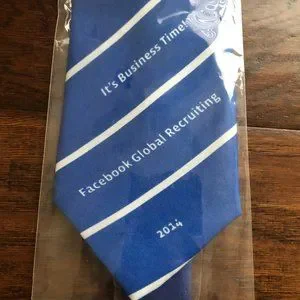 It's Business Time!
Facebook Global Recruiting
2014